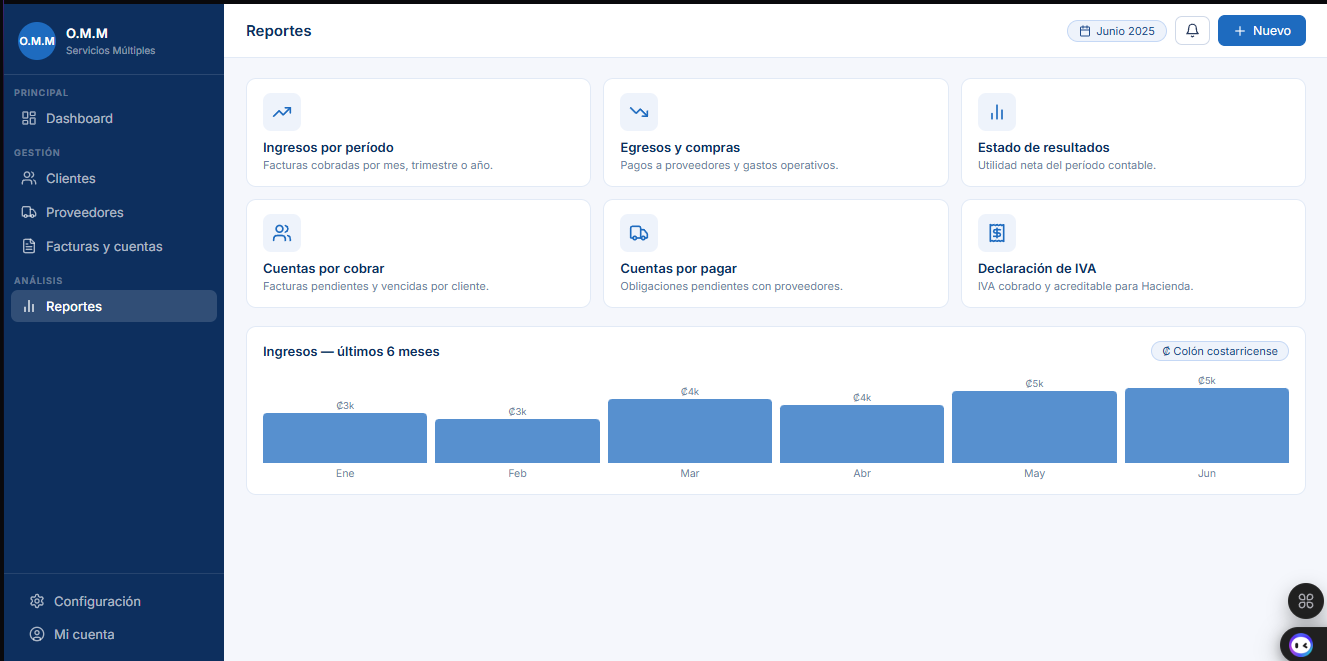 O.M.M
O.M.M
Servicios Múltiples
PRINCIPAL
Dashboard
GESTIÓN
Clientes
Proveedores
Facturas y cuentas
ANÁLISIS
Reportes
Configuración
Mi cuenta
Reportes
Junio 2025
Nuevo
Ingresos por período
Facturas cobradas por mes, trimestre o año.
Egresos y compras
Pagos a proveedores y gastos operativos.
Estado de resultados
Utilidad neta del período contable.
Cuentas por cobrar
Facturas pendientes y vencidas por cliente.
Cuentas por pagar
Obligaciones pendientes con proveedores.
Declaración de IVA
IVA cobrado y acreditable para Hacienda.
Ingresos — últimos 6 meses
₡ Colón costarricense
₡3k
₡3k
₡4k
₡4k
₡5k
₡5k
Ene
Feb
Mar
Abr
May
Jun